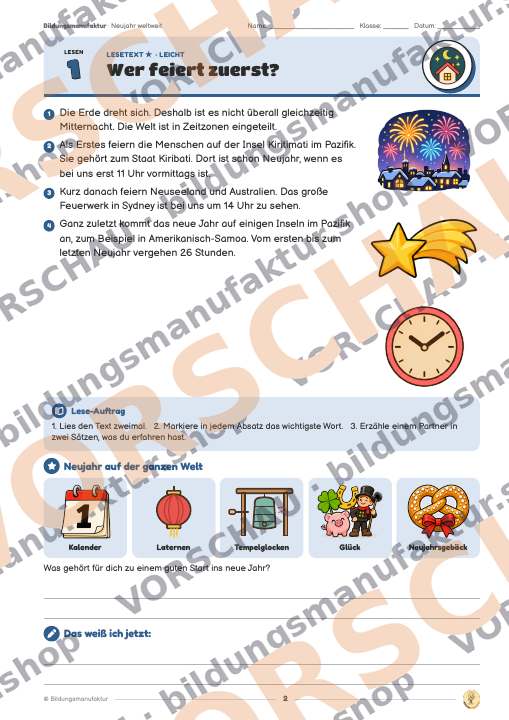 Bildungsmanufaktur · Neujahr weltweit Name: Klasse: Datum:
LESEN
1
LESETEXT ★ · LEICHT
Wer feiert zuerst?
1 Die Erde dreht sich. Deshalb ist es nicht überall gleichzeitig
Mitternacht. Die Welt ist in Zeitzonen eingeteilt.
2 Als Erstes feiern die Menschen auf der Insel Kiritimati im Pazifik.
Sie gehört zum Staat Kiribati. Dort ist schon Neujahr, wenn es
bei uns erst 11 Uhr vormittags ist.
3 Kurz danach feiern Neuseeland und Australien. Das große
Feuerwerk in Sydney ist bei uns um 14 Uhr zu sehen.
4 Ganz zuletzt kommt das neue Jahr auf einigen Inseln im Pazifik
an, zum Beispiel in Amerikanisch-Samoa. Vom ersten bis zum
letzten Neujahr vergehen 26 Stunden.
Lese-Auftrag
1. Lies den Text zweimal. 2. Markiere in jedem Absatz das wichtigste Wort. 3. Erzähle einem Partner in
zwei Sätzen, was du erfahren hast.
Neujahr auf der ganzen Welt
1
Kalender
Laternen
Tempelglocken
Glück
Neujahrsgebäck
Was gehört für dich zu einem guten Start ins neue Jahr?
Das weiß ich jetzt:
© Bildungsmanufaktur
2
VORSCHAU
VORSCHAU · bildungsmanufaktur.shop